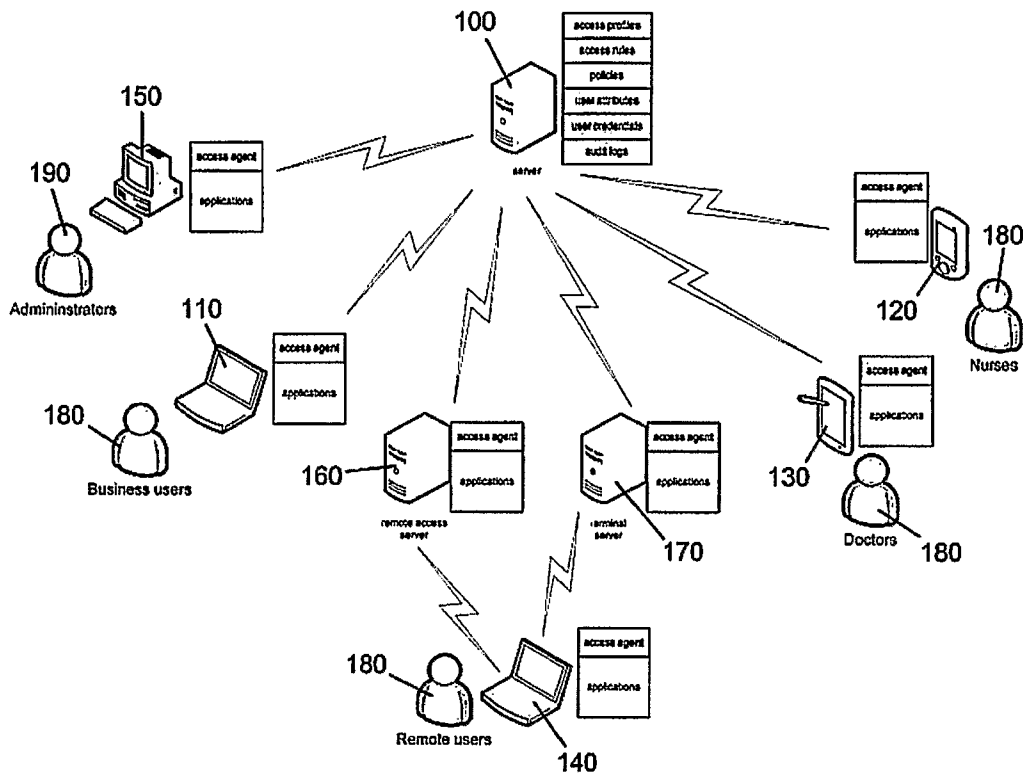 100
access profiles
access rules
policies
user attributes
user credentials
audit logs
server
150
access agent
applications
190
Admininstrators
access agent
applications
120
180
Nurses
110
access agent
applications
180
Business users
access agent
applications
130
180
Doctors
160
access agent
applications
remote access
server
access agent
applications
terminal
server
170
180
Remote users
access agent
applications
140